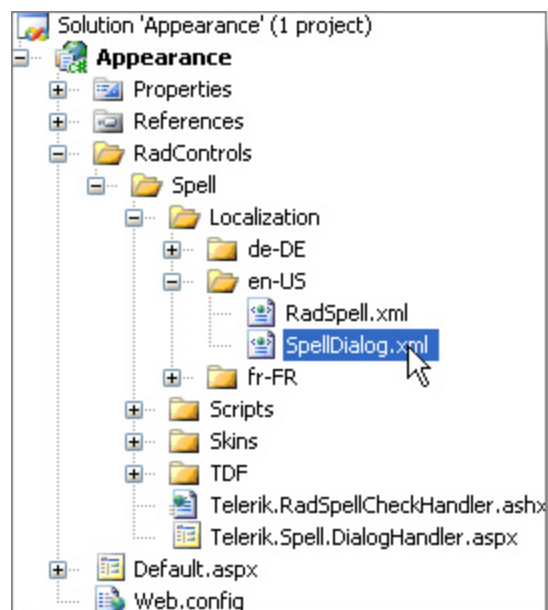 Solution 'Appearance' (1 project)
Appearance
Properties
References
RadControls
Spell
Localization
de-DE
en-US
RadSpell.xml
SpellDialog.xml
fr-FR
Scripts
Skins
TDF
Telerik.RadSpellCheckHandler.ashx
Telerik.Spell.DialogHandler.aspx
Default.aspx
Web.config